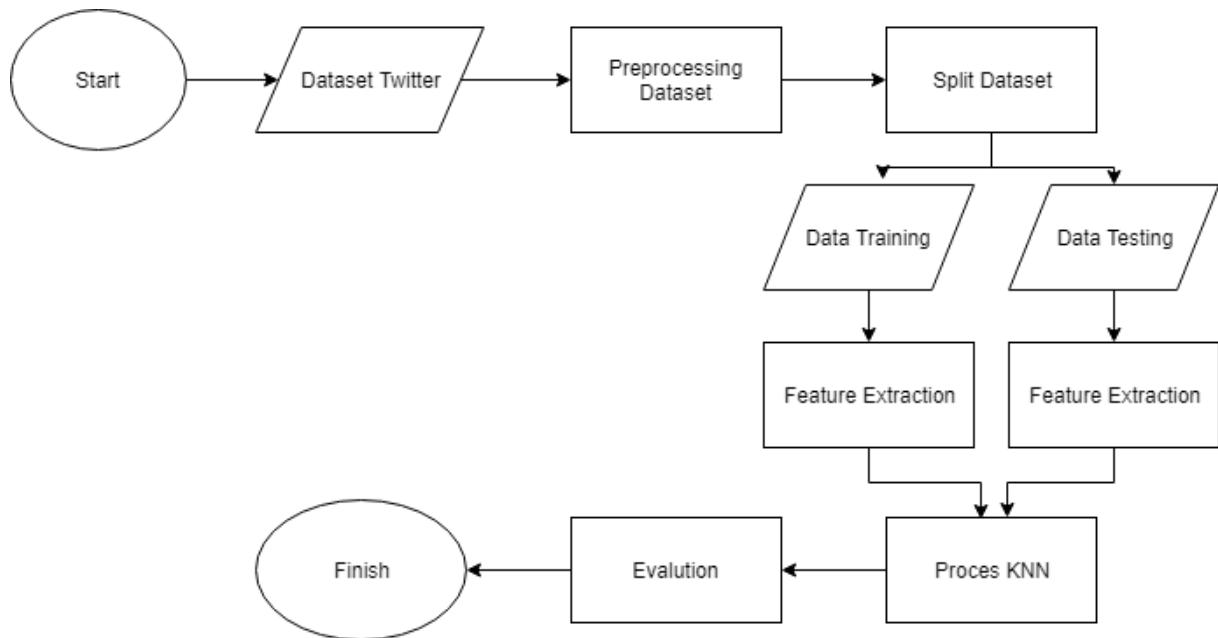 Start
Dataset Twitter
Preprocessing
Dataset
Split Dataset
Data Training
Data Testing
Feature Extraction
Feature Extraction
Finish
Evalution
Proces KNN